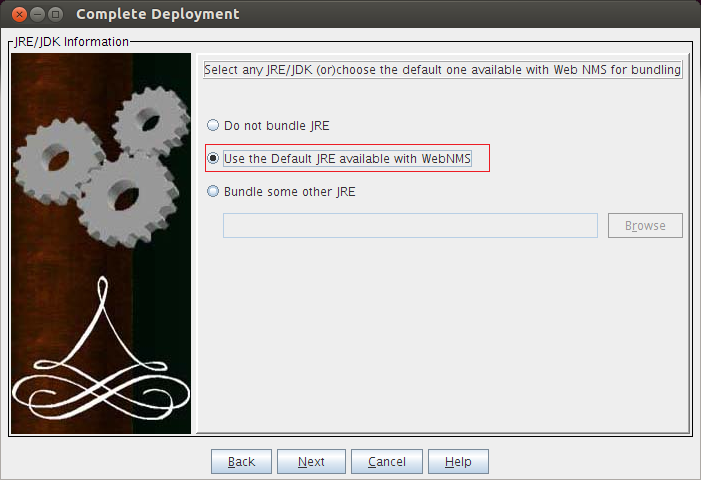 Complete Deployment
JRE/JDK Information
Select any JRE/JDK (or)choose the default one available with Web NMS for bundling
Do not bundle JRE
Use the Default JRE available with WebNMS
Bundle some other JRE
Browse
Back Next Cancel Help